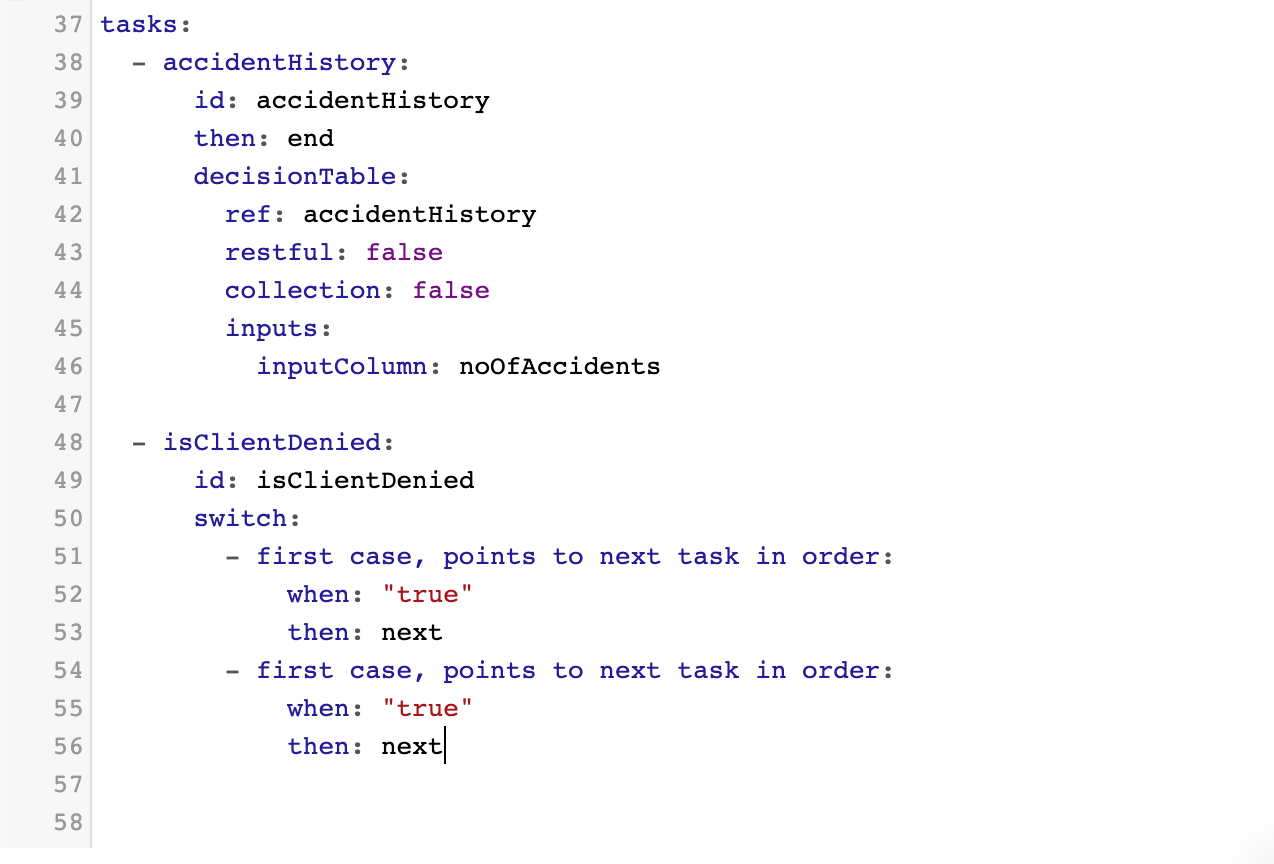 37 tasks:
38   - accidentHistory:
39       id: accidentHistory
40       then: end
41       decisionTable:
42         ref: accidentHistory
43         restful: false
44         collection: false
45         inputs:
46           inputColumn: noOfAccidents
47
48   - isClientDenied:
49       id: isClientDenied
50       switch:
51         - first case, points to next task in order:
52             when: "true"
53             then: next
54         - first case, points to next task in order:
55             when: "true"
56             then: next
57
58